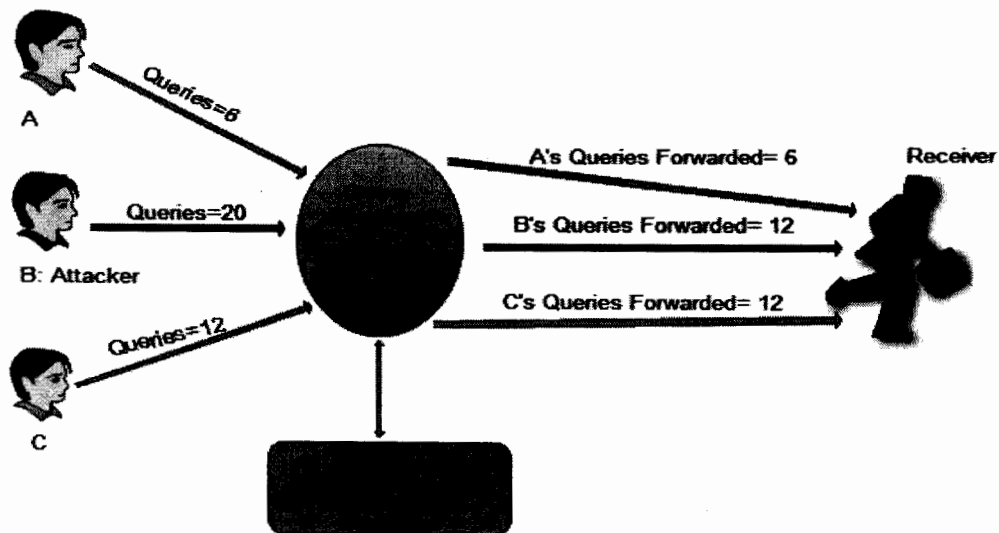 Queries=6
A
A's Queries Forwarded= 6
Receiver
Queries=20
B's Queries Forwarded= 12
B: Attacker
C's Queries Forwarded= 12
Queries=12
C